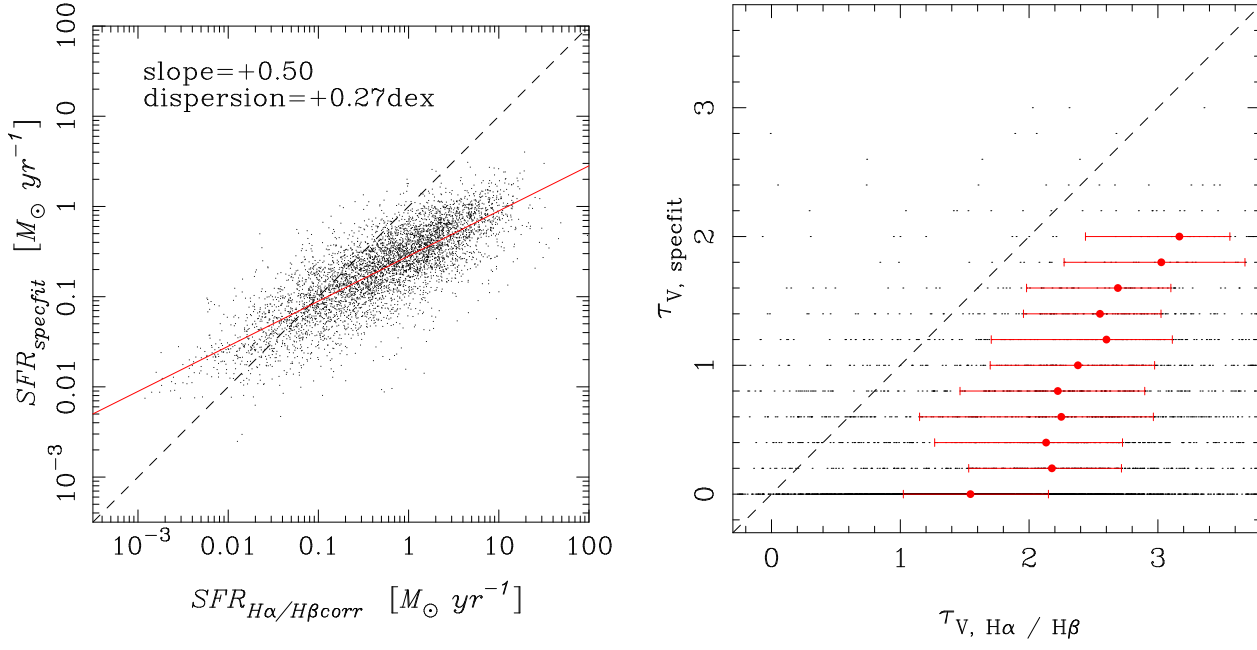 slope=+0.50
dispersion=+0.27dex
100
10
1
0.1
0.01
10⁻³
SFR_specfit [M⊙ yr⁻¹]
10⁻³ 0.01 0.1 1 10 100
SFR_Hα/Hβcorr [M⊙ yr⁻¹]
3
2
1
0
τ_V, specfit
0 1 2 3
τ_V, Hα / Hβ